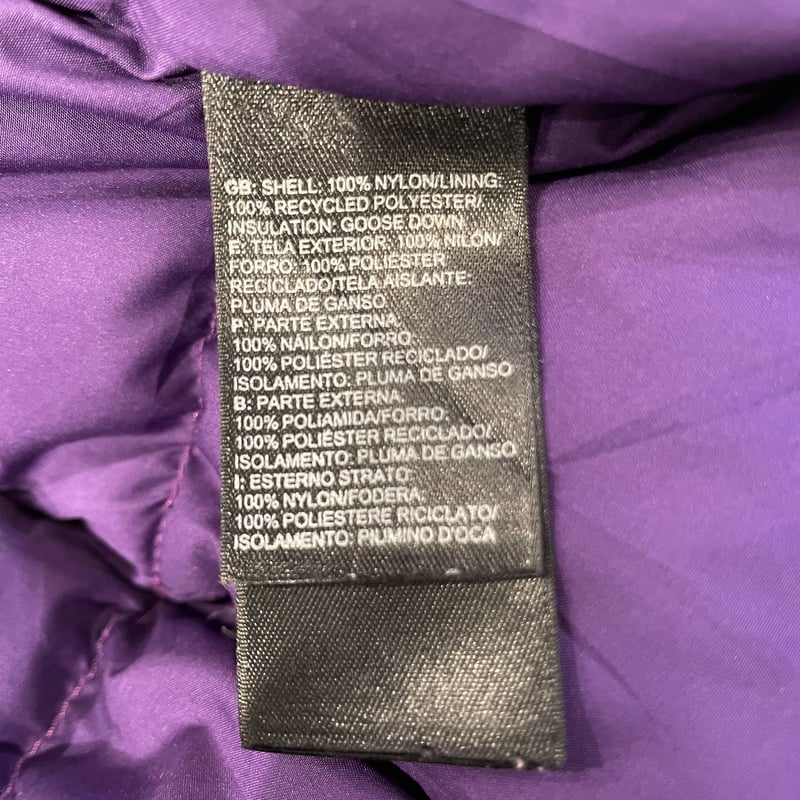 GB: SHELL: 100% NYLON/LINING:
100% RECYCLED POLYESTER/
INSULATION: GOOSE DOWN
E: TELA EXTERIOR: 100% NILÓN/
FORRO: 100% POLIÉSTER
RECICLADO/TELA AISLANTE:
PLUMA DE GANSO
P: PARTE EXTERNA:
100% NÁILON/FORRO:
100% POLIÉSTER RECICLADO/
ISOLAMENTO: PLUMA DE GANSO
B: PARTE EXTERNA:
100% POLIAMIDA/FORRO:
100% POLIÉSTER RECICLADO/
ISOLAMENTO: PLUMA DE GANSO
I: ESTERNO STRATO:
100% NYLON/FODERA:
100% POLIESTERE RICICLATO/
ISOLAMENTO: PIUMINO D'OCA